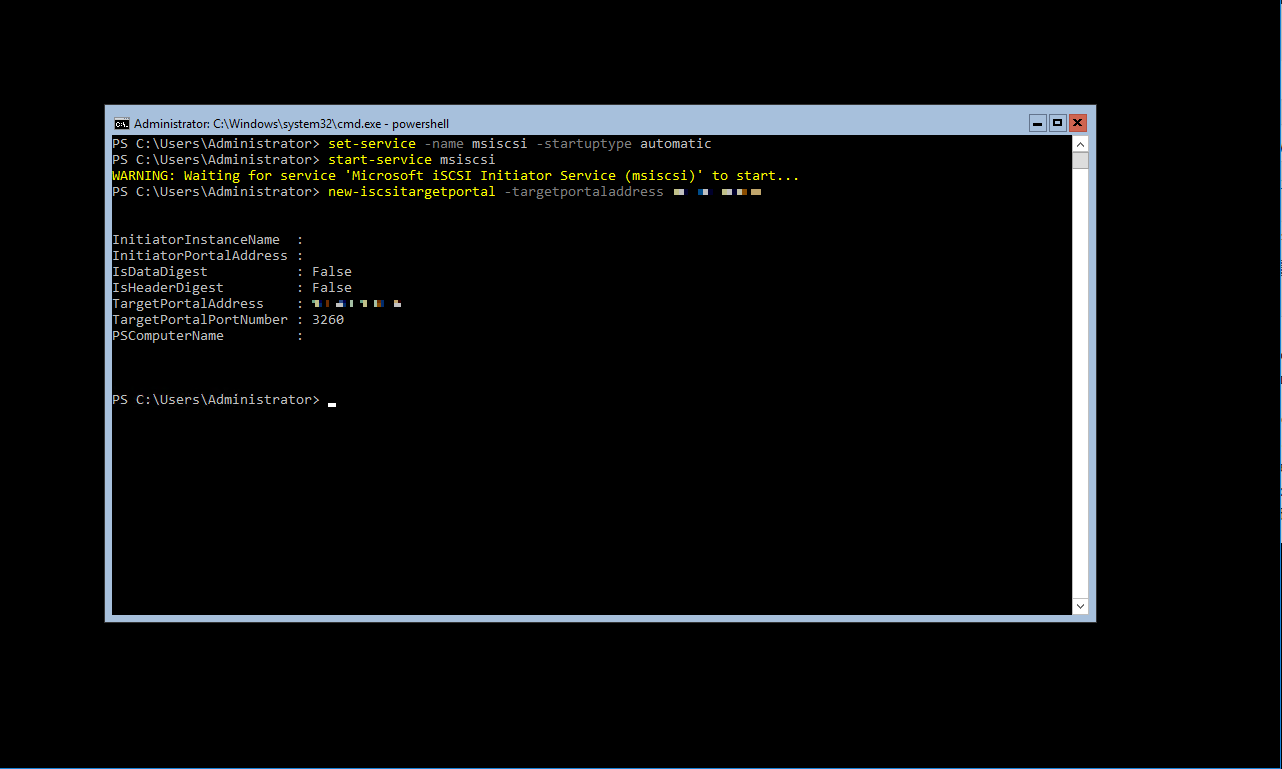 Administrator: C:\Windows\system32\cmd.exe - powershell
PS C:\Users\Administrator> set-service -name msiscsi -startuptype automatic
PS C:\Users\Administrator> start-service msiscsi
WARNING: Waiting for service 'Microsoft iSCSI Initiator Service (msiscsi)' to start...
PS C:\Users\Administrator> new-iscsitargetportal -targetportaladdress
InitiatorInstanceName  :
InitiatorPortalAddress :
IsDataDigest           : False
IsHeaderDigest         : False
TargetPortalAddress    :
TargetPortalPortNumber : 3260
PSComputerName         :
PS C:\Users\Administrator>